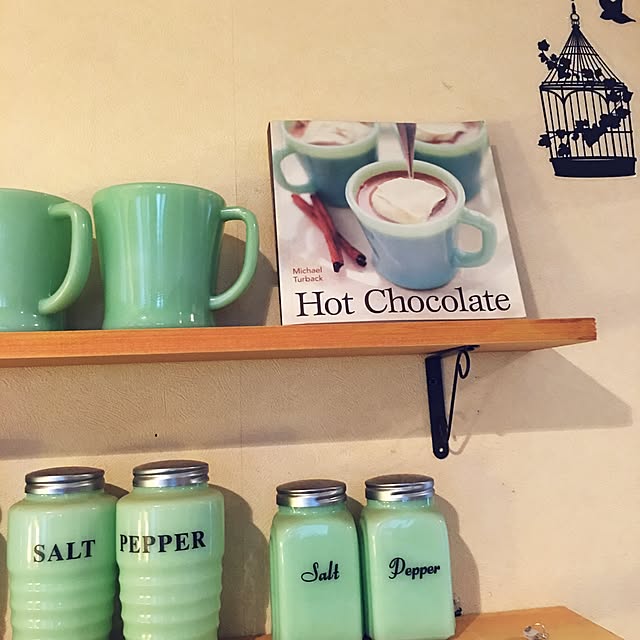 Michael
Turback
Hot Chocolate
SALT
PEPPER
Salt
Pepper